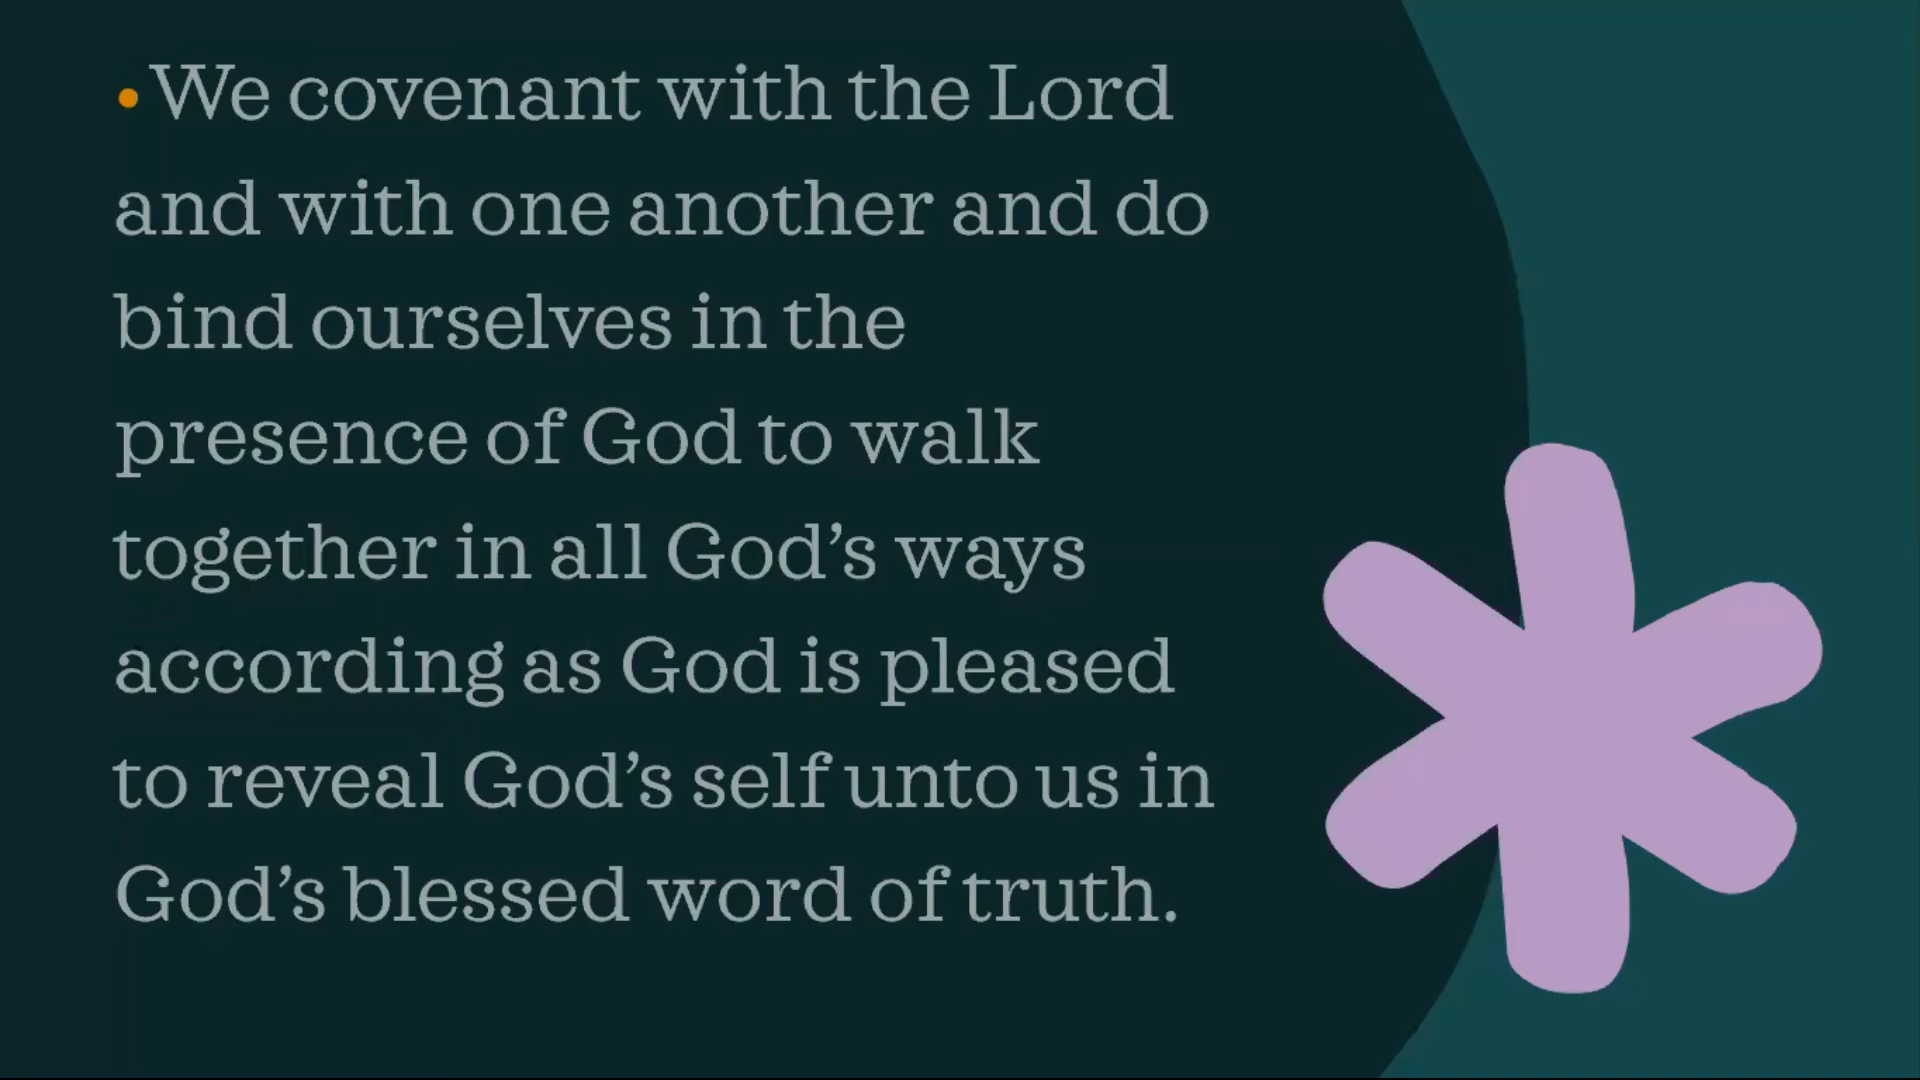 • We covenant with the Lord
and with one another and do
bind ourselves in the
presence of God to walk
together in all God’s ways
according as God is pleased
to reveal God’s self unto us in
God’s blessed word of truth.